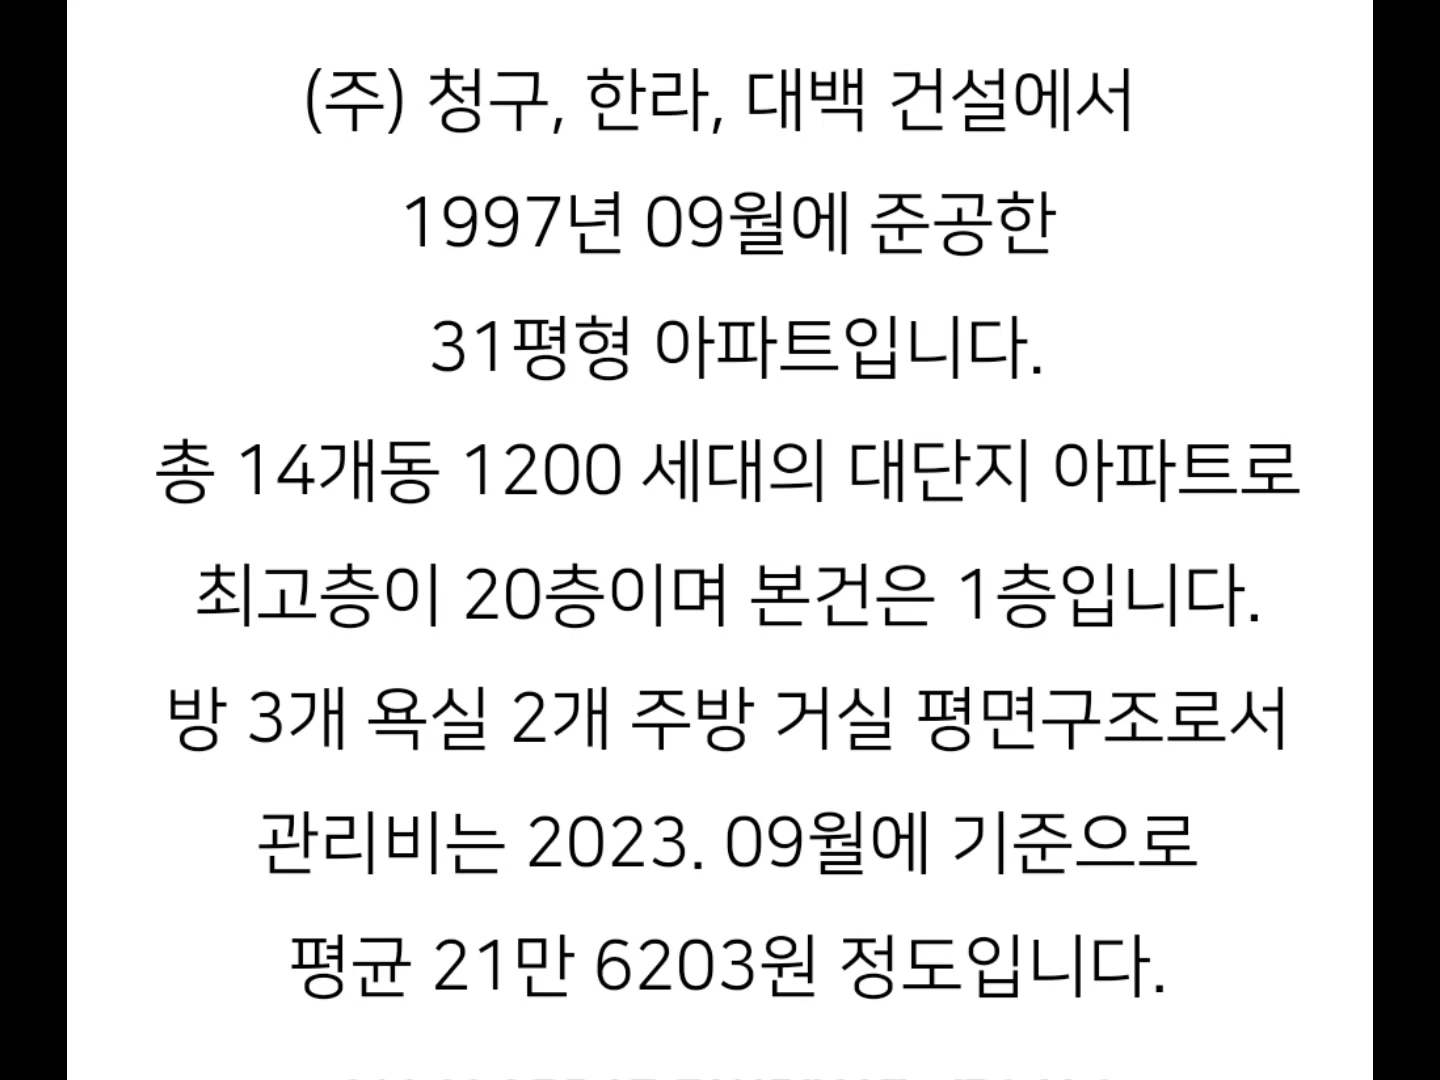 (주) 청구, 한라, 대백 건설에서
1997년 09월에 준공한
31평형 아파트입니다.
총 14개동 1200 세대의 대단지 아파트로
최고층이 20층이며 본건은 1층입니다.
방 3개 욕실 2개 주방 거실 평면구조로서
관리비는 2023. 09월에 기준으로
평균 21만 6203원 정도입니다.